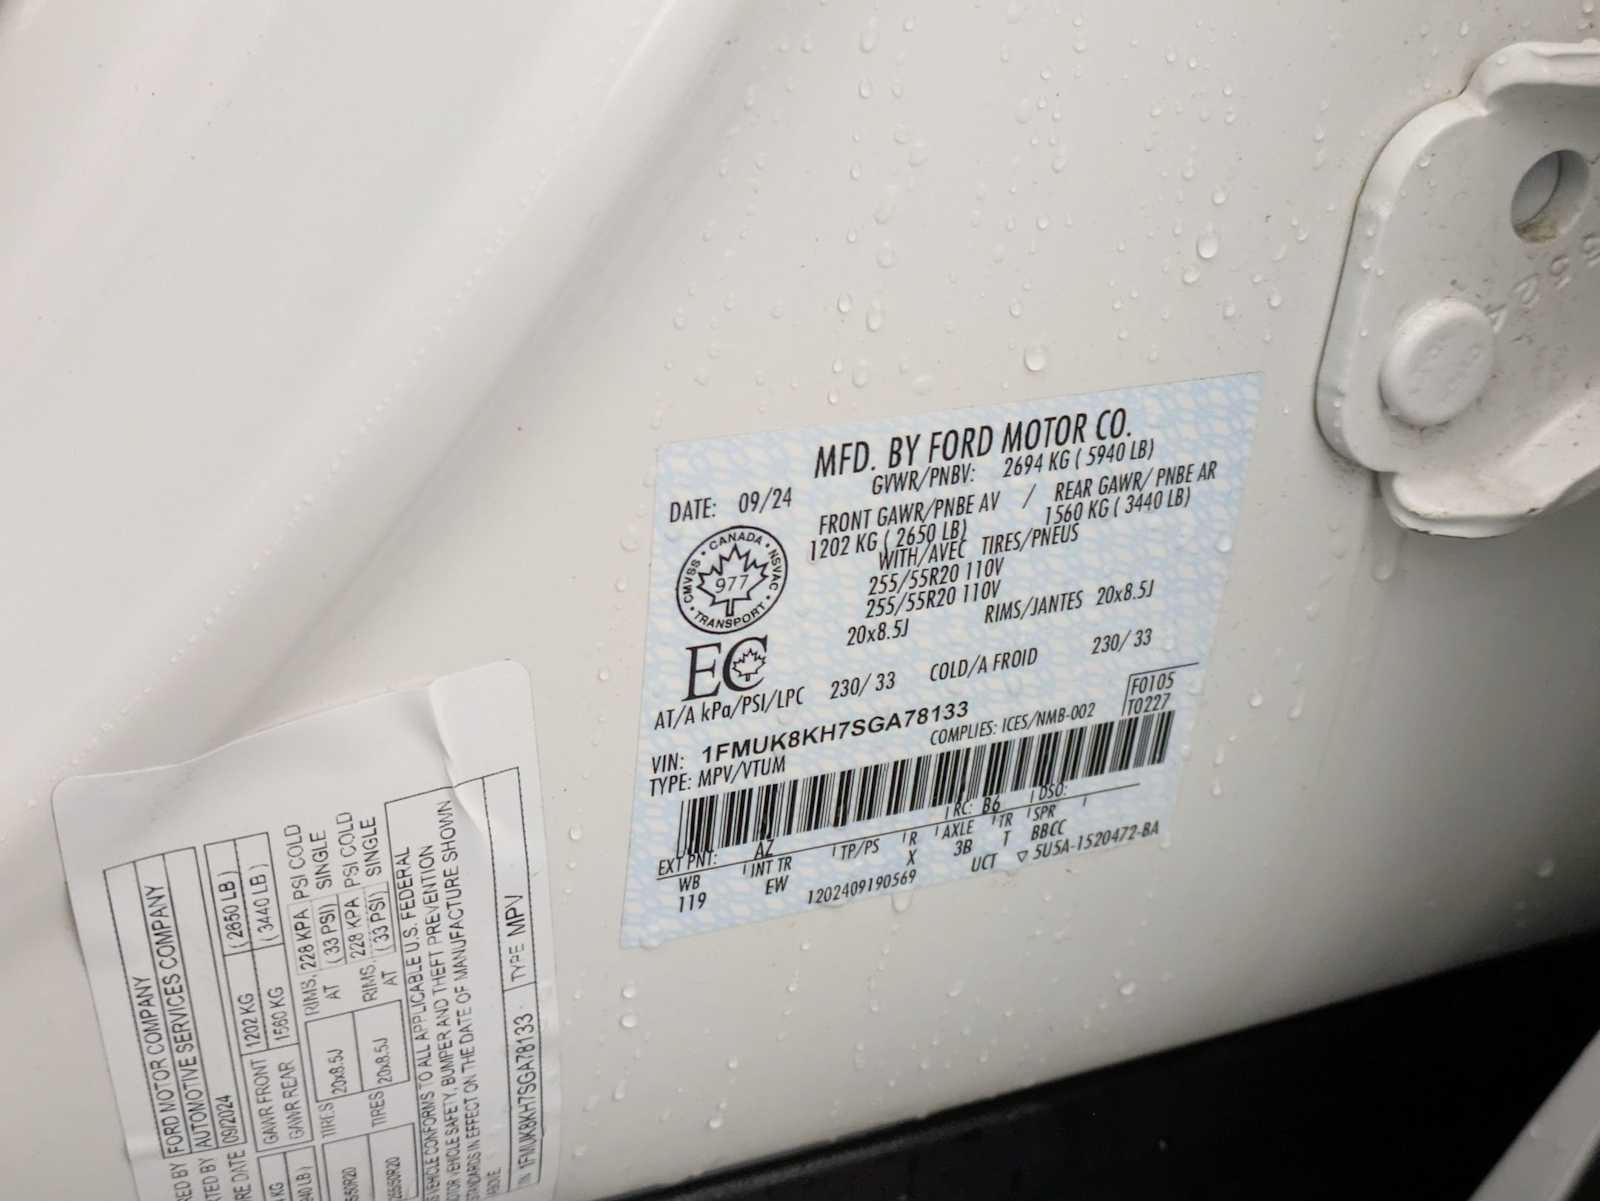 MFD. BY FORD MOTOR CO.
DATE: 09/24
GVWR/PNBV: 2694 KG ( 5940 LB)
FRONT GAWR/PNBE AV / REAR GAWR/ PNBE AR
1202 KG ( 2650 LB) 1560 KG ( 3440 LB)
WITH/AVEC TIRES/PNEUS
255/55R20 110V
255/55R20 110V
20x8.5J RIMS/JANTES 20x8.5J
CANADA
CMVSS NSVAC
977
TRANSPORT
EC
AT/A kPa/PSI/LPC 230/ 33 COLD/A FROID 230/ 33
VIN: 1FMUK8KH7SGA78133
F0105
T0227
TYPE: MPV/VTUM COMPLIES: ICES/NMB-002
EXT PNT: AZ RC: B6 DSO:
WB INT TR TP/PS R AXLE TR SPR
119 EW X 3B T BBCC
1202409190569 UCT ▽ 5U5A-1520472-BA
FORD MOTOR COMPANY
AUTOMOTIVE SERVICES COMPANY
09/2024
GAWR FRONT 1202 KG ( 2650 LB )
GAWR REAR 1560 KG ( 3440 LB )
TIRES 20x8.5J RIMS, AT 228 KPA ( 33 PSI) PSI COLD SINGLE
TIRES 20x8.5J RIMS, AT 228 KPA ( 33 PSI) PSI COLD SINGLE
VEHICLE CONFORMS TO ALL APPLICABLE U.S. FEDERAL
VEHICLE SAFETY, BUMPER AND THEFT PREVENTION
IN EFFECT ON THE DATE OF MANUFACTURE SHOWN
1FMUK8KH7SGA78133 TYPE MPV